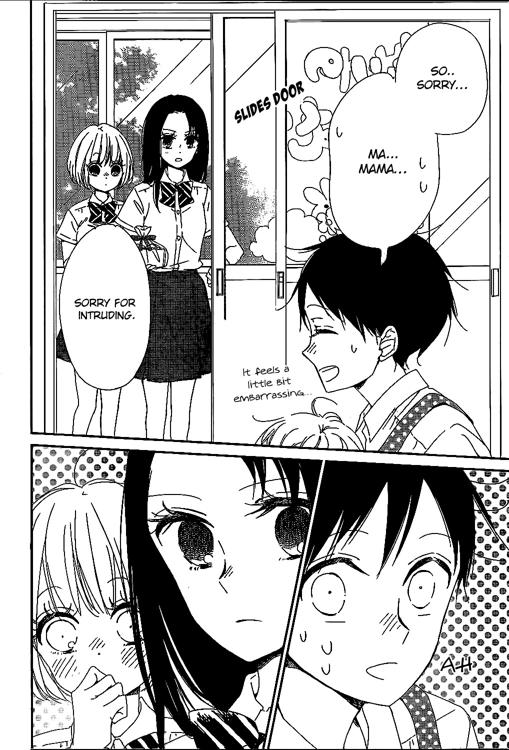 SO..
SORRY...
MA...
MAMA...
SLIDES DOOR
SORRY FOR
INTRUDING.
It feels a
little bit
embarrassing...
AH